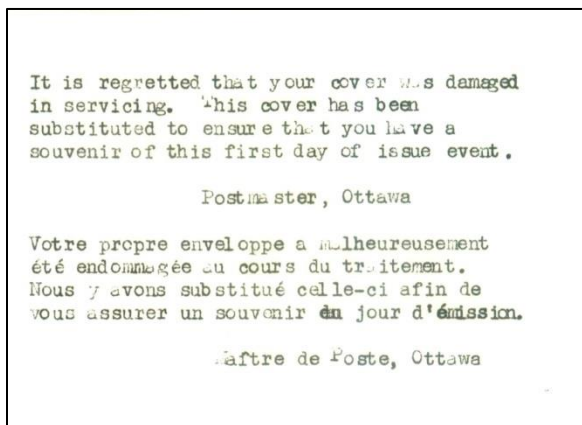 It is regretted that your cover was damaged
in servicing. This cover has been
substituted to ensure that you have a
souvenir of this first day of issue event.
Postmaster, Ottawa
Votre propre enveloppe a malheureusement
été endommagée au cours du traitement.
Nous y avons substitué celle-ci afin de
vous assurer un souvenir du jour d'émission.
Maître de Poste, Ottawa